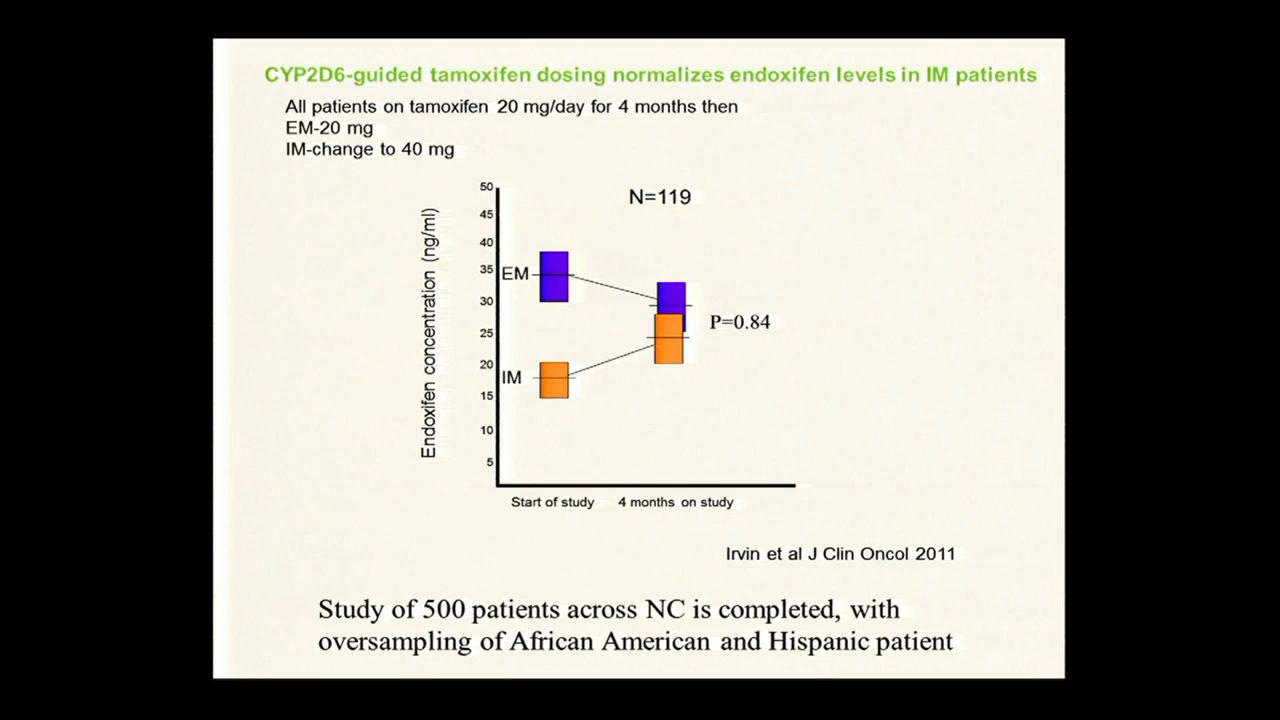 CYP2D6-guided tamoxifen dosing normalizes endoxifen levels in IM patients
All patients on tamoxifen 20 mg/day for 4 months then
EM-20 mg
IM-change to 40 mg
N=119
Endoxifen concentration (ng/ml)
50
45
40
35
30
25
20
15
10
5
EM
IM
P=0.84
Start of study
4 months on study
Irvin et al J Clin Oncol 2011
Study of 500 patients across NC is completed, with
oversampling of African American and Hispanic patient